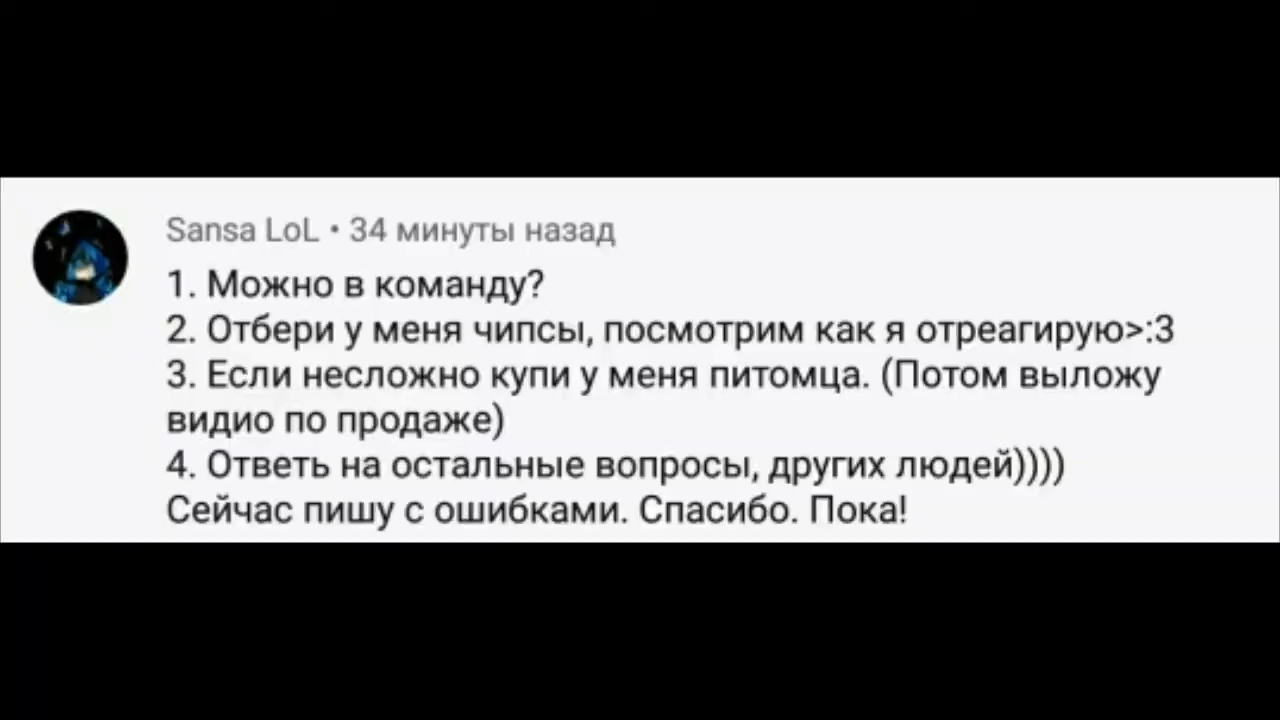 Sansa LoL • 34 минуты назад
1. Можно в команду?
2. Отбери у меня чипсы, посмотрим как я отреагирую>:3
3. Если несложно купи у меня питомца. (Потом выложу
видио по продаже)
4. Ответь на остальные вопросы, других людей))))
Сейчас пишу с ошибками. Спасибо. Пока!